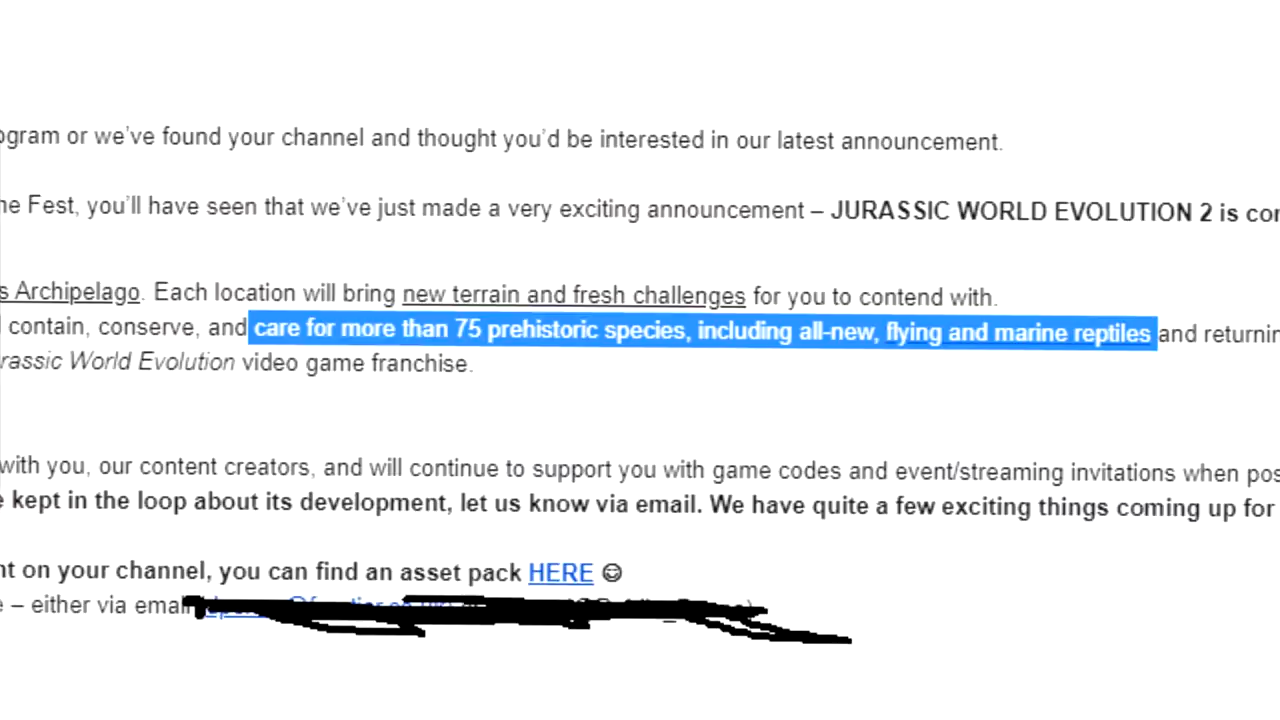 ogram or we've found your channel and thought you'd be interested in our latest announcement.
ne Fest, you'll have seen that we've just made a very exciting announcement – JURASSIC WORLD EVOLUTION 2 is cor
s Archipelago. Each location will bring new terrain and fresh challenges for you to contend with.
contain, conserve, and care for more than 75 prehistoric species, including all-new, flying and marine reptiles and returnin
rassic World Evolution video game franchise.
with you, our content creators, and will continue to support you with game codes and event/streaming invitations when pos
e kept in the loop about its development, let us know via email. We have quite a few exciting things coming up for
nt on your channel, you can find an asset pack HERE ☺
e – either via email